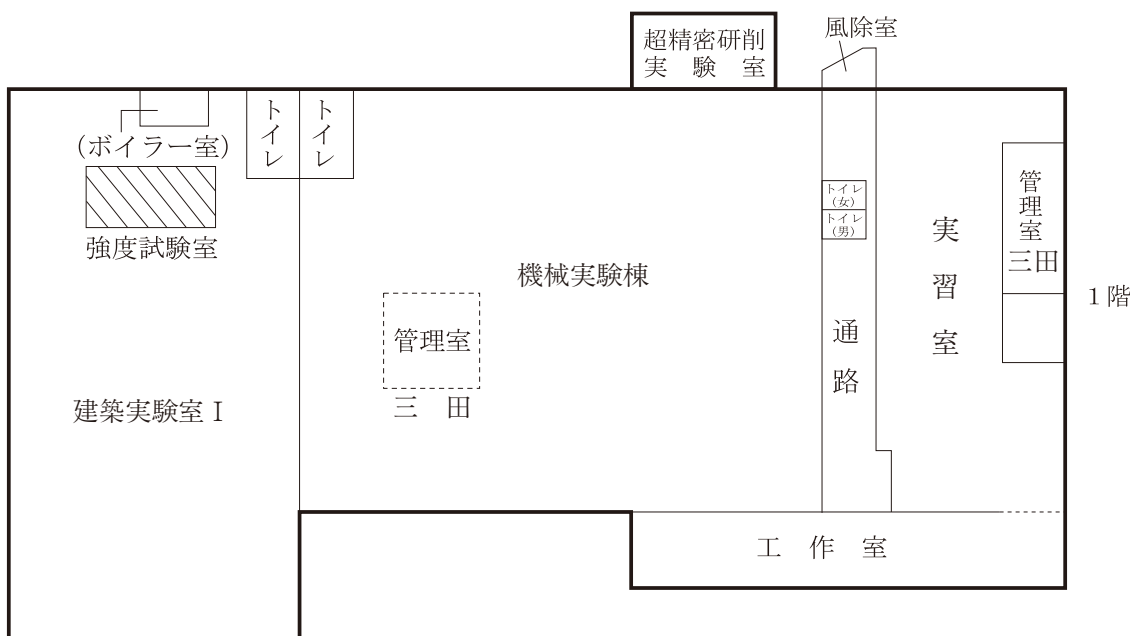 風除室
超精密研削
実験室
トイレ
トイレ
(ボイラー室)
強度試験室
機械実験棟
管理室
三田
建築実験室Ⅰ
トイレ
(女)
トイレ
(男)
通路
実習室
管理室
三田
1階
工作室